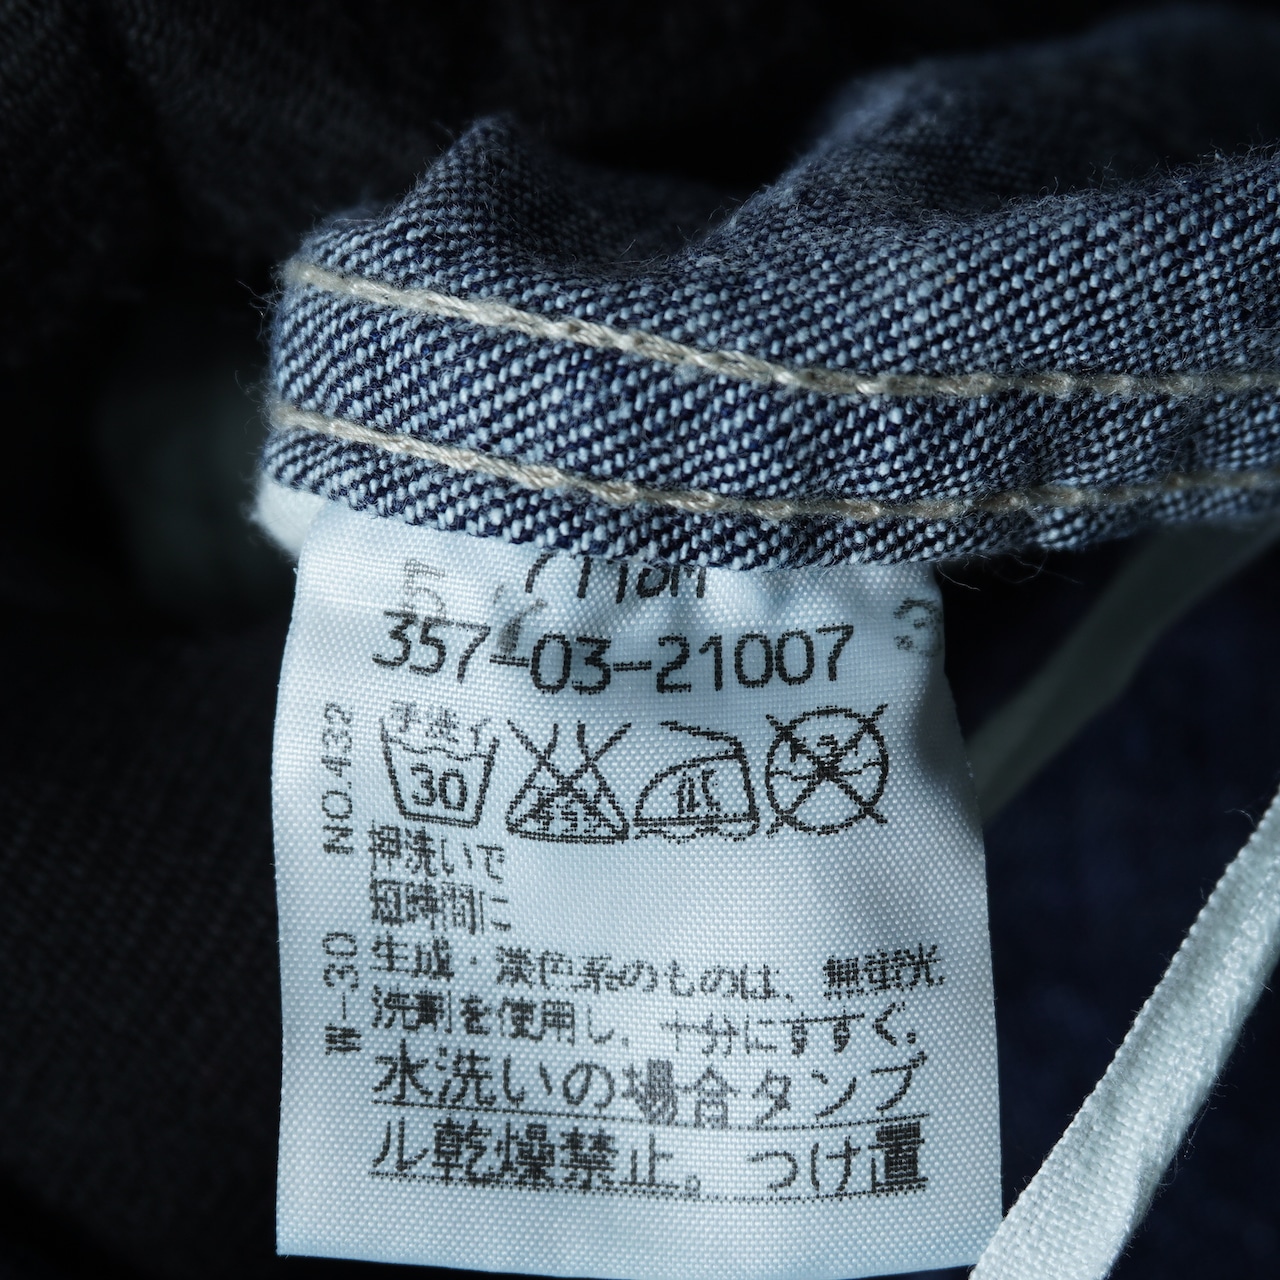 357-03-21007
手洗イ
30
押洗いで
短時間に
生成・淡色系のものは、無蛍光
洗剤を使用し、十分にすすぐ。
水洗いの場合タンブ
ル乾燥禁止。つけ置
NO.432
W-30